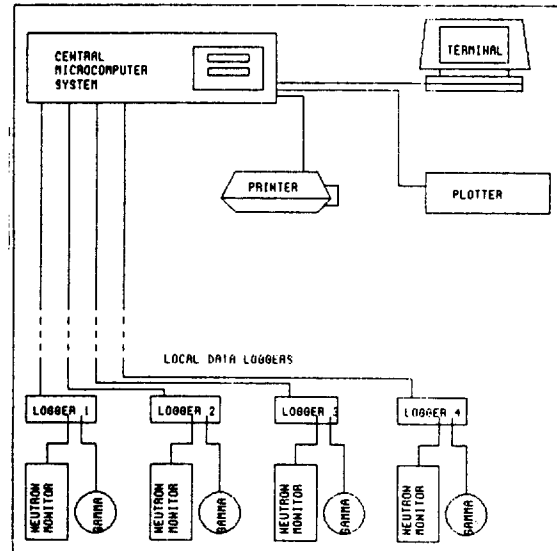 CENTRAL
MICROCOMPUTER
SYSTEM
TERMINAL
PRINTER
PLOTTER
LOCAL DATA LOGGERS
LOGGER 1
LOGGER 2
LOGGER 3
LOGGER 4
NEUTRON
MONITOR
GAMMA
NEUTRON
MONITOR
GAMMA
NEUTRON
MONITOR
GAMMA
NEUTRON
MONITOR
GAMMA